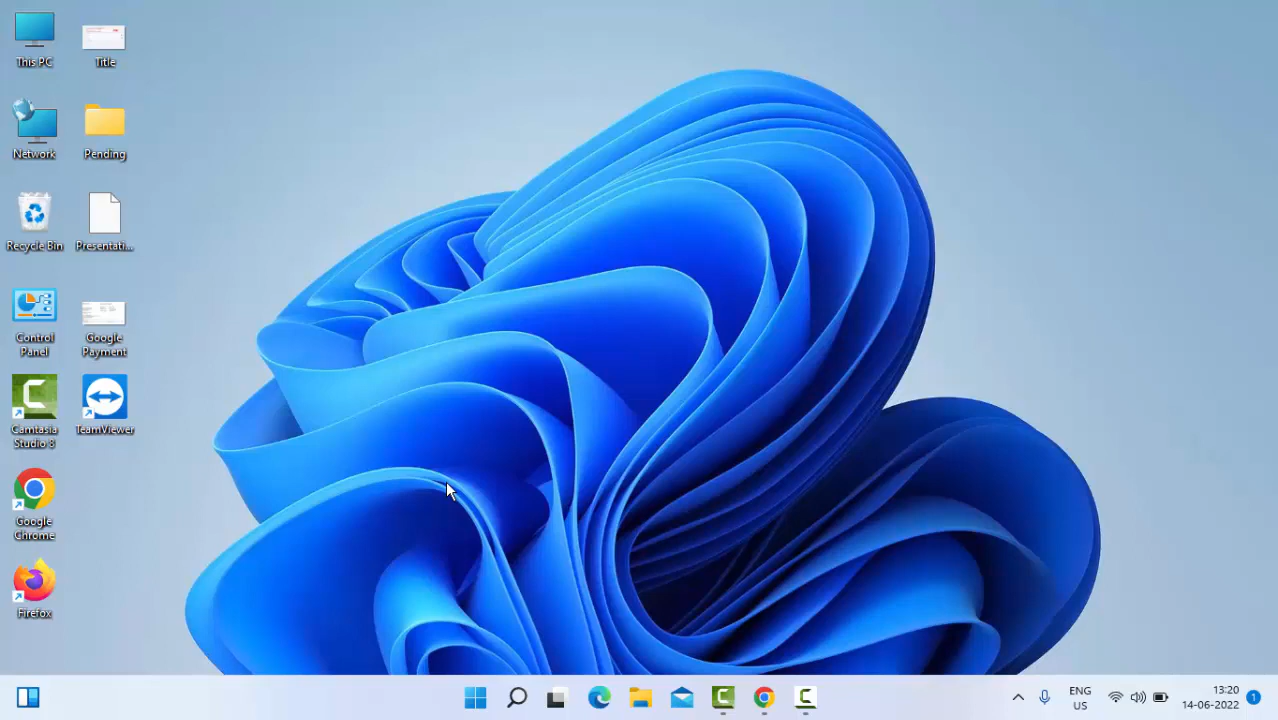 This PC
Title
Network
Pending
Recycle Bin
Presentati...
Control
Panel
Google
Payment
Camtasia
Studio 8
TeamViewer
Google
Chrome
Firefox
ENG
US
13:20
14-06-2022
1